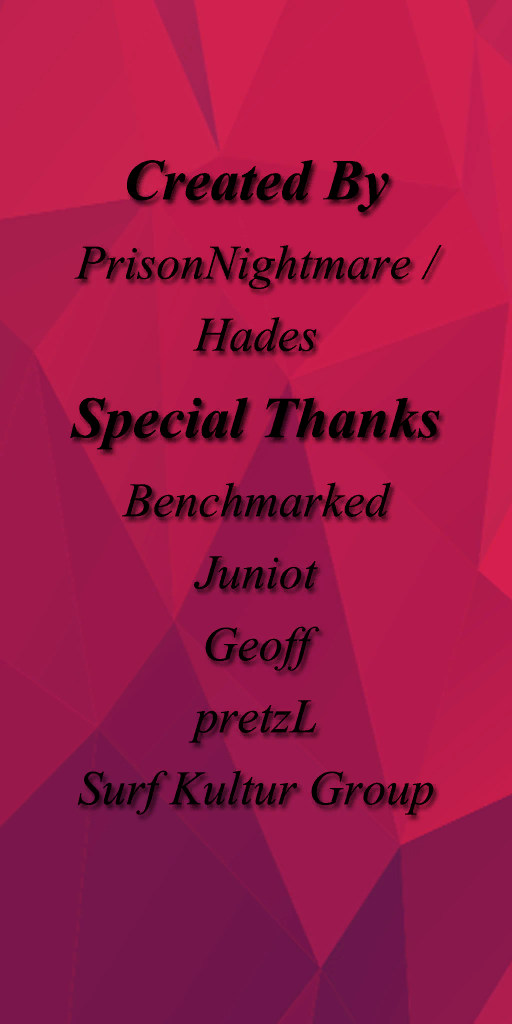 Created By
PrisonNightmare /
Hades
Special Thanks
Benchmarked
Juniot
Geoff
pretzL
Surf Kultur Group